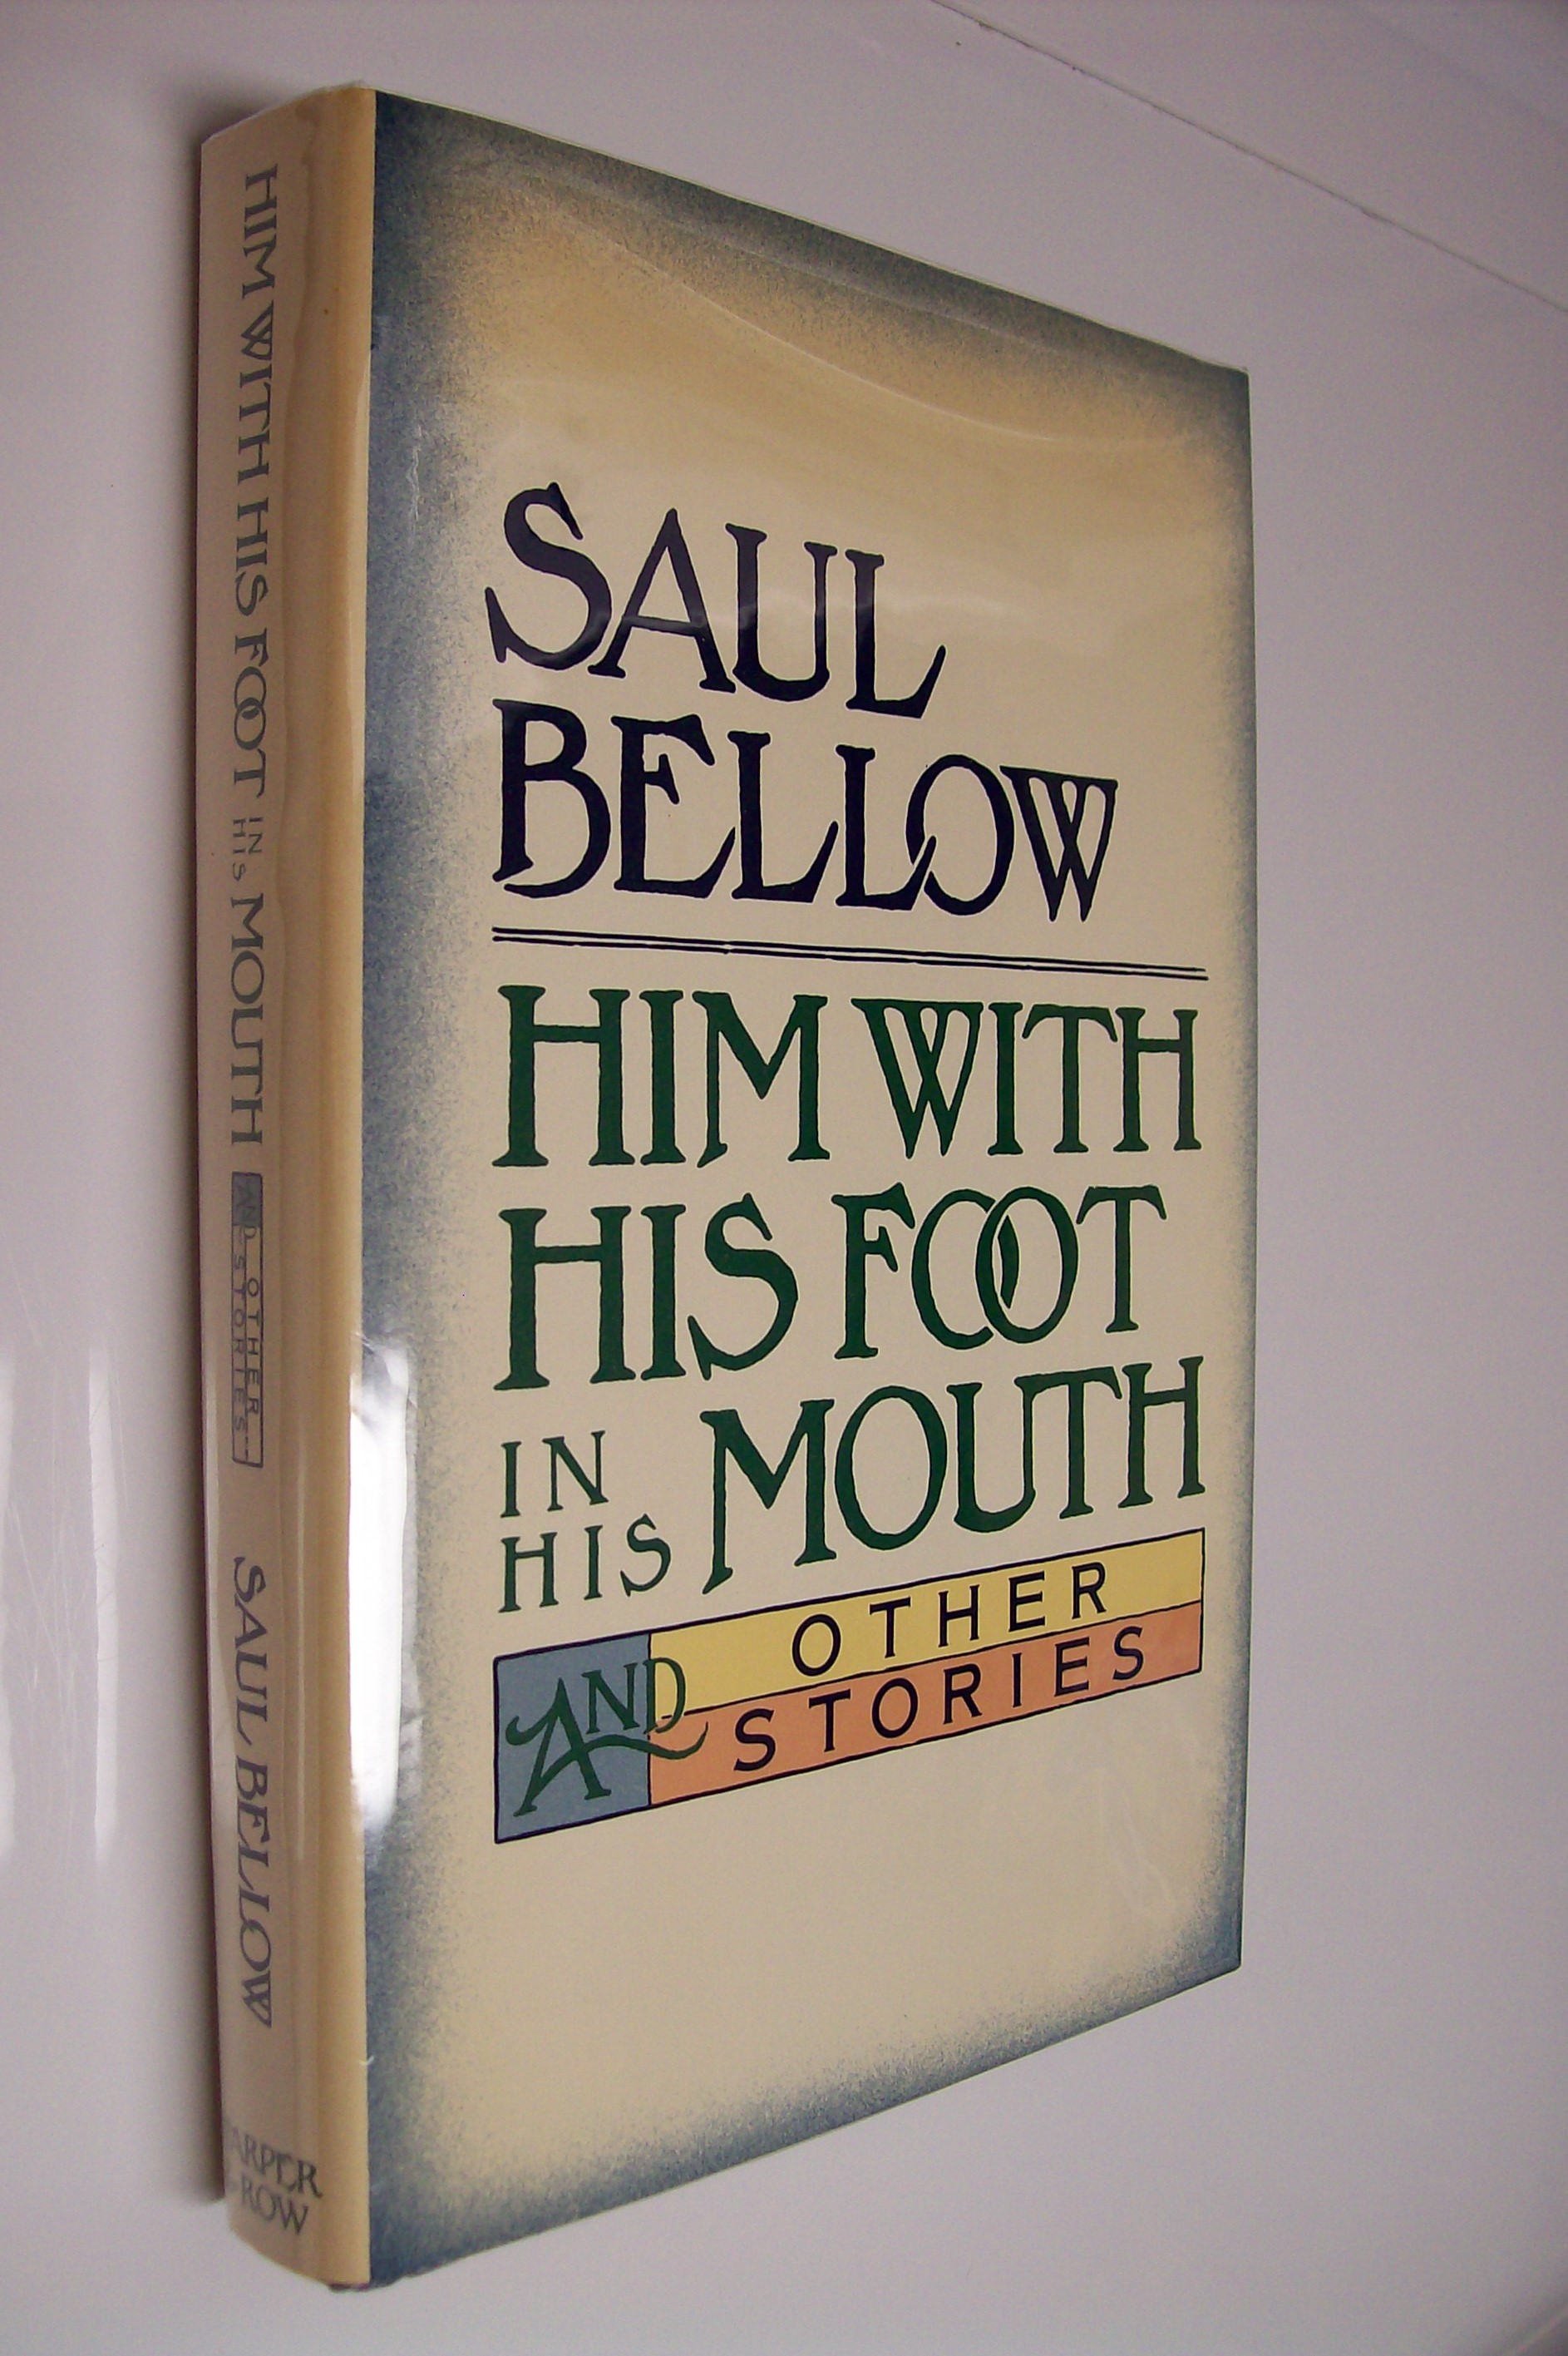 HIM WITH HIS FOOT IN HIS MOUTH AND OTHER STORIES SAUL BELLOW
ROW
SAUL
BELLOW
HIM WITH
HIS FOOT
IN
HIS MOUTH
AND OTHER
STORIES